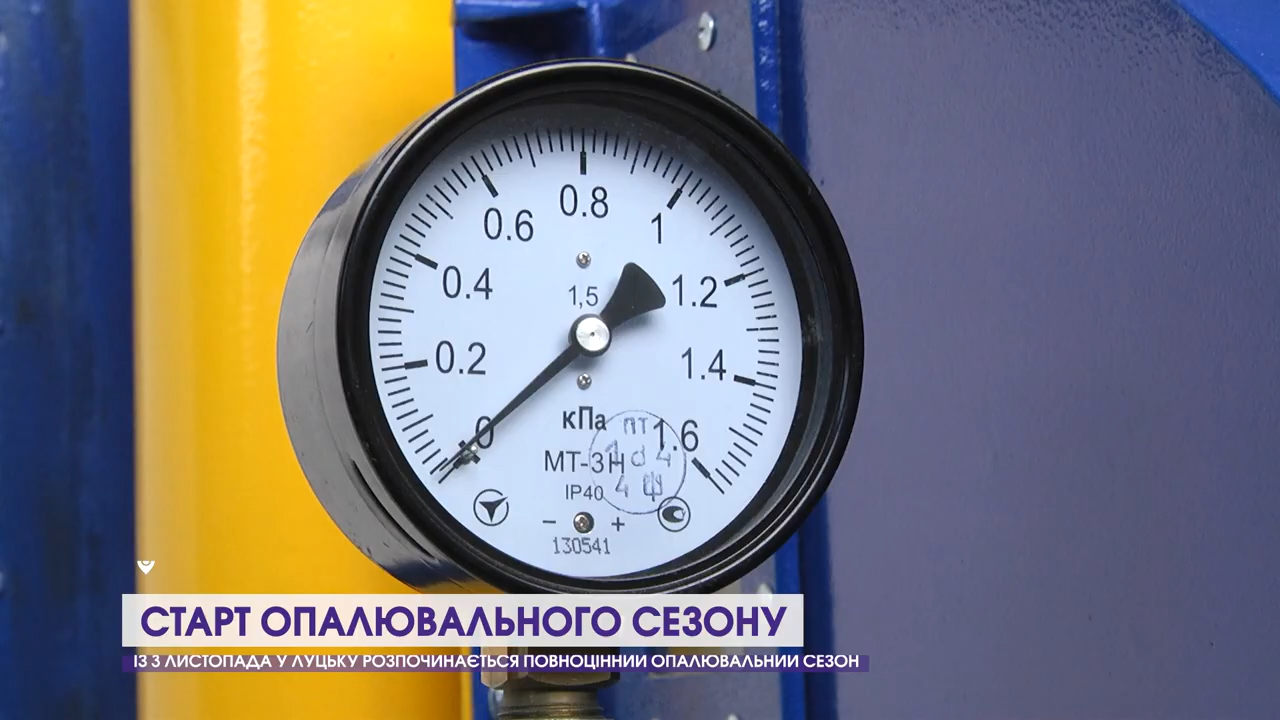 0.8
0.6
1
0.4
1,5
1.2
0.2
1.4
0
кПа
ПТ
1.6
МТ-3Н
IP40
− +
130541
СТАРТ ОПАЛЮВАЛЬНОГО СЕЗОНУ
ІЗ 3 ЛИСТОПАДА У ЛУЦЬКУ РОЗПОЧИНАЄТЬСЯ ПОВНОЦІННИЙ ОПАЛЮВАЛЬНИЙ СЕЗОН